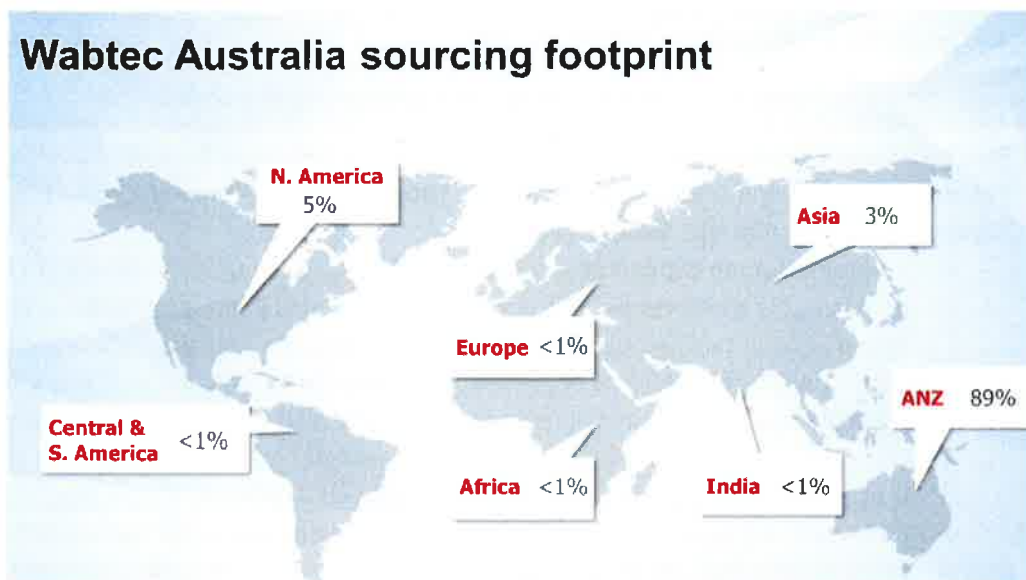 Wabtec Australia sourcing footprint
N. America
5%
Asia 3%
Europe <1%
ANZ 89%
Central &
S. America <1%
Africa <1%
India <1%